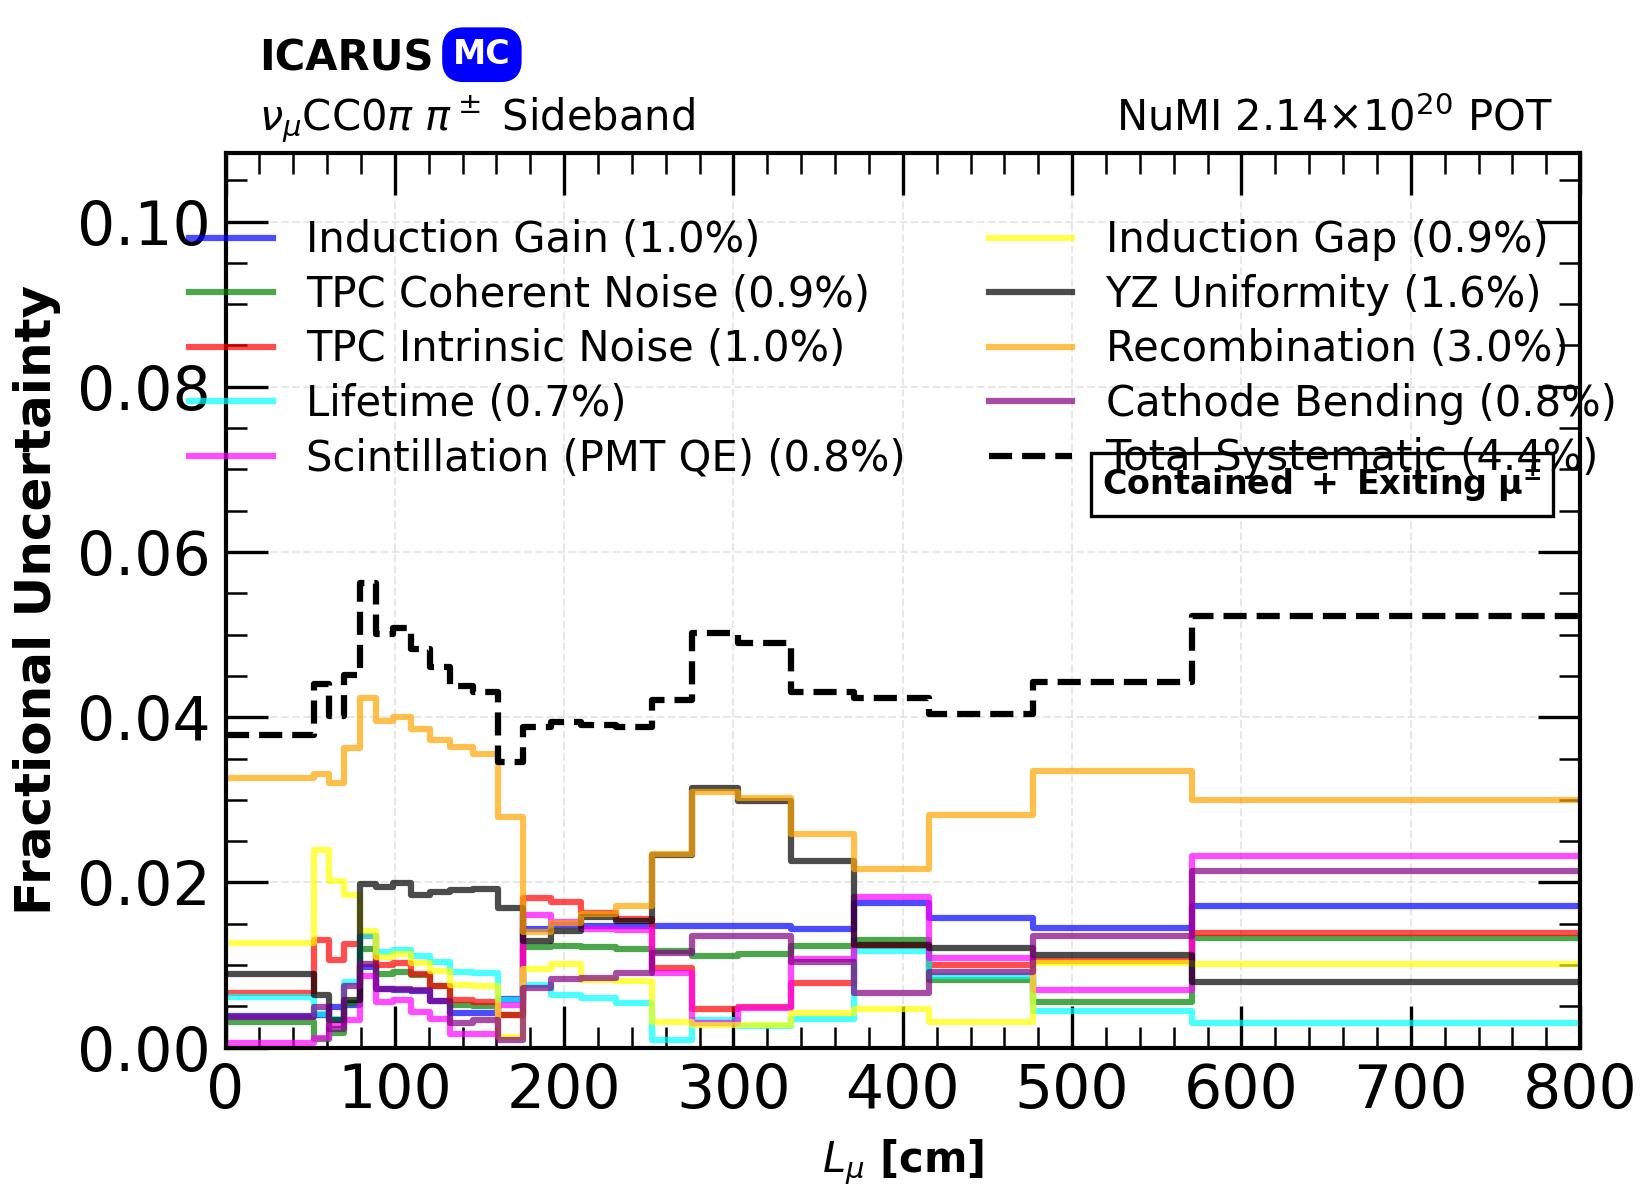 ICARUS MC
νμCC0π π± Sideband
NuMI 2.14×10²⁰ POT
0.10
0.08
0.06
0.04
0.02
0.00
Fractional Uncertainty
Induction Gain (1.0%)
TPC Coherent Noise (0.9%)
TPC Intrinsic Noise (1.0%)
Lifetime (0.7%)
Scintillation (PMT QE) (0.8%)
Induction Gap (0.9%)
YZ Uniformity (1.6%)
Recombination (3.0%)
Cathode Bending (0.8%)
Total Systematic (4.4%)
Contained + Exiting μ±
0 100 200 300 400 500 600 700 800
Lμ [cm]